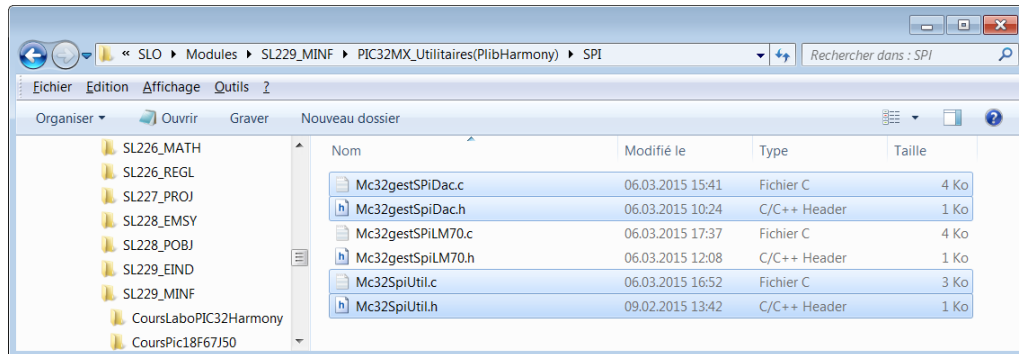 « SLO ▸ Modules ▸ SL229_MINF ▸ PIC32MX_Utilitaires(PlibHarmony) ▸ SPI Rechercher dans : SPI
Fichier Edition Affichage Outils ?
Organiser Ouvrir Graver Nouveau dossier
SL226_MATH
SL226_REGL
SL227_PROJ
SL228_EMSY
SL228_POBJ
SL229_EIND
SL229_MINF
CoursLaboPIC32Harmony
CoursPic18F67J50
Nom Modifié le Type Taille
Mc32gestSPiDac.c 06.03.2015 15:41 Fichier C 4 Ko
Mc32gestSpiDac.h 06.03.2015 10:24 C/C++ Header 1 Ko
Mc32gestSPiLM70.c 06.03.2015 17:37 Fichier C 4 Ko
Mc32gestSpiLM70.h 06.03.2015 12:08 C/C++ Header 1 Ko
Mc32SpiUtil.c 06.03.2015 16:52 Fichier C 3 Ko
Mc32SpiUtil.h 09.02.2015 13:42 C/C++ Header 1 Ko